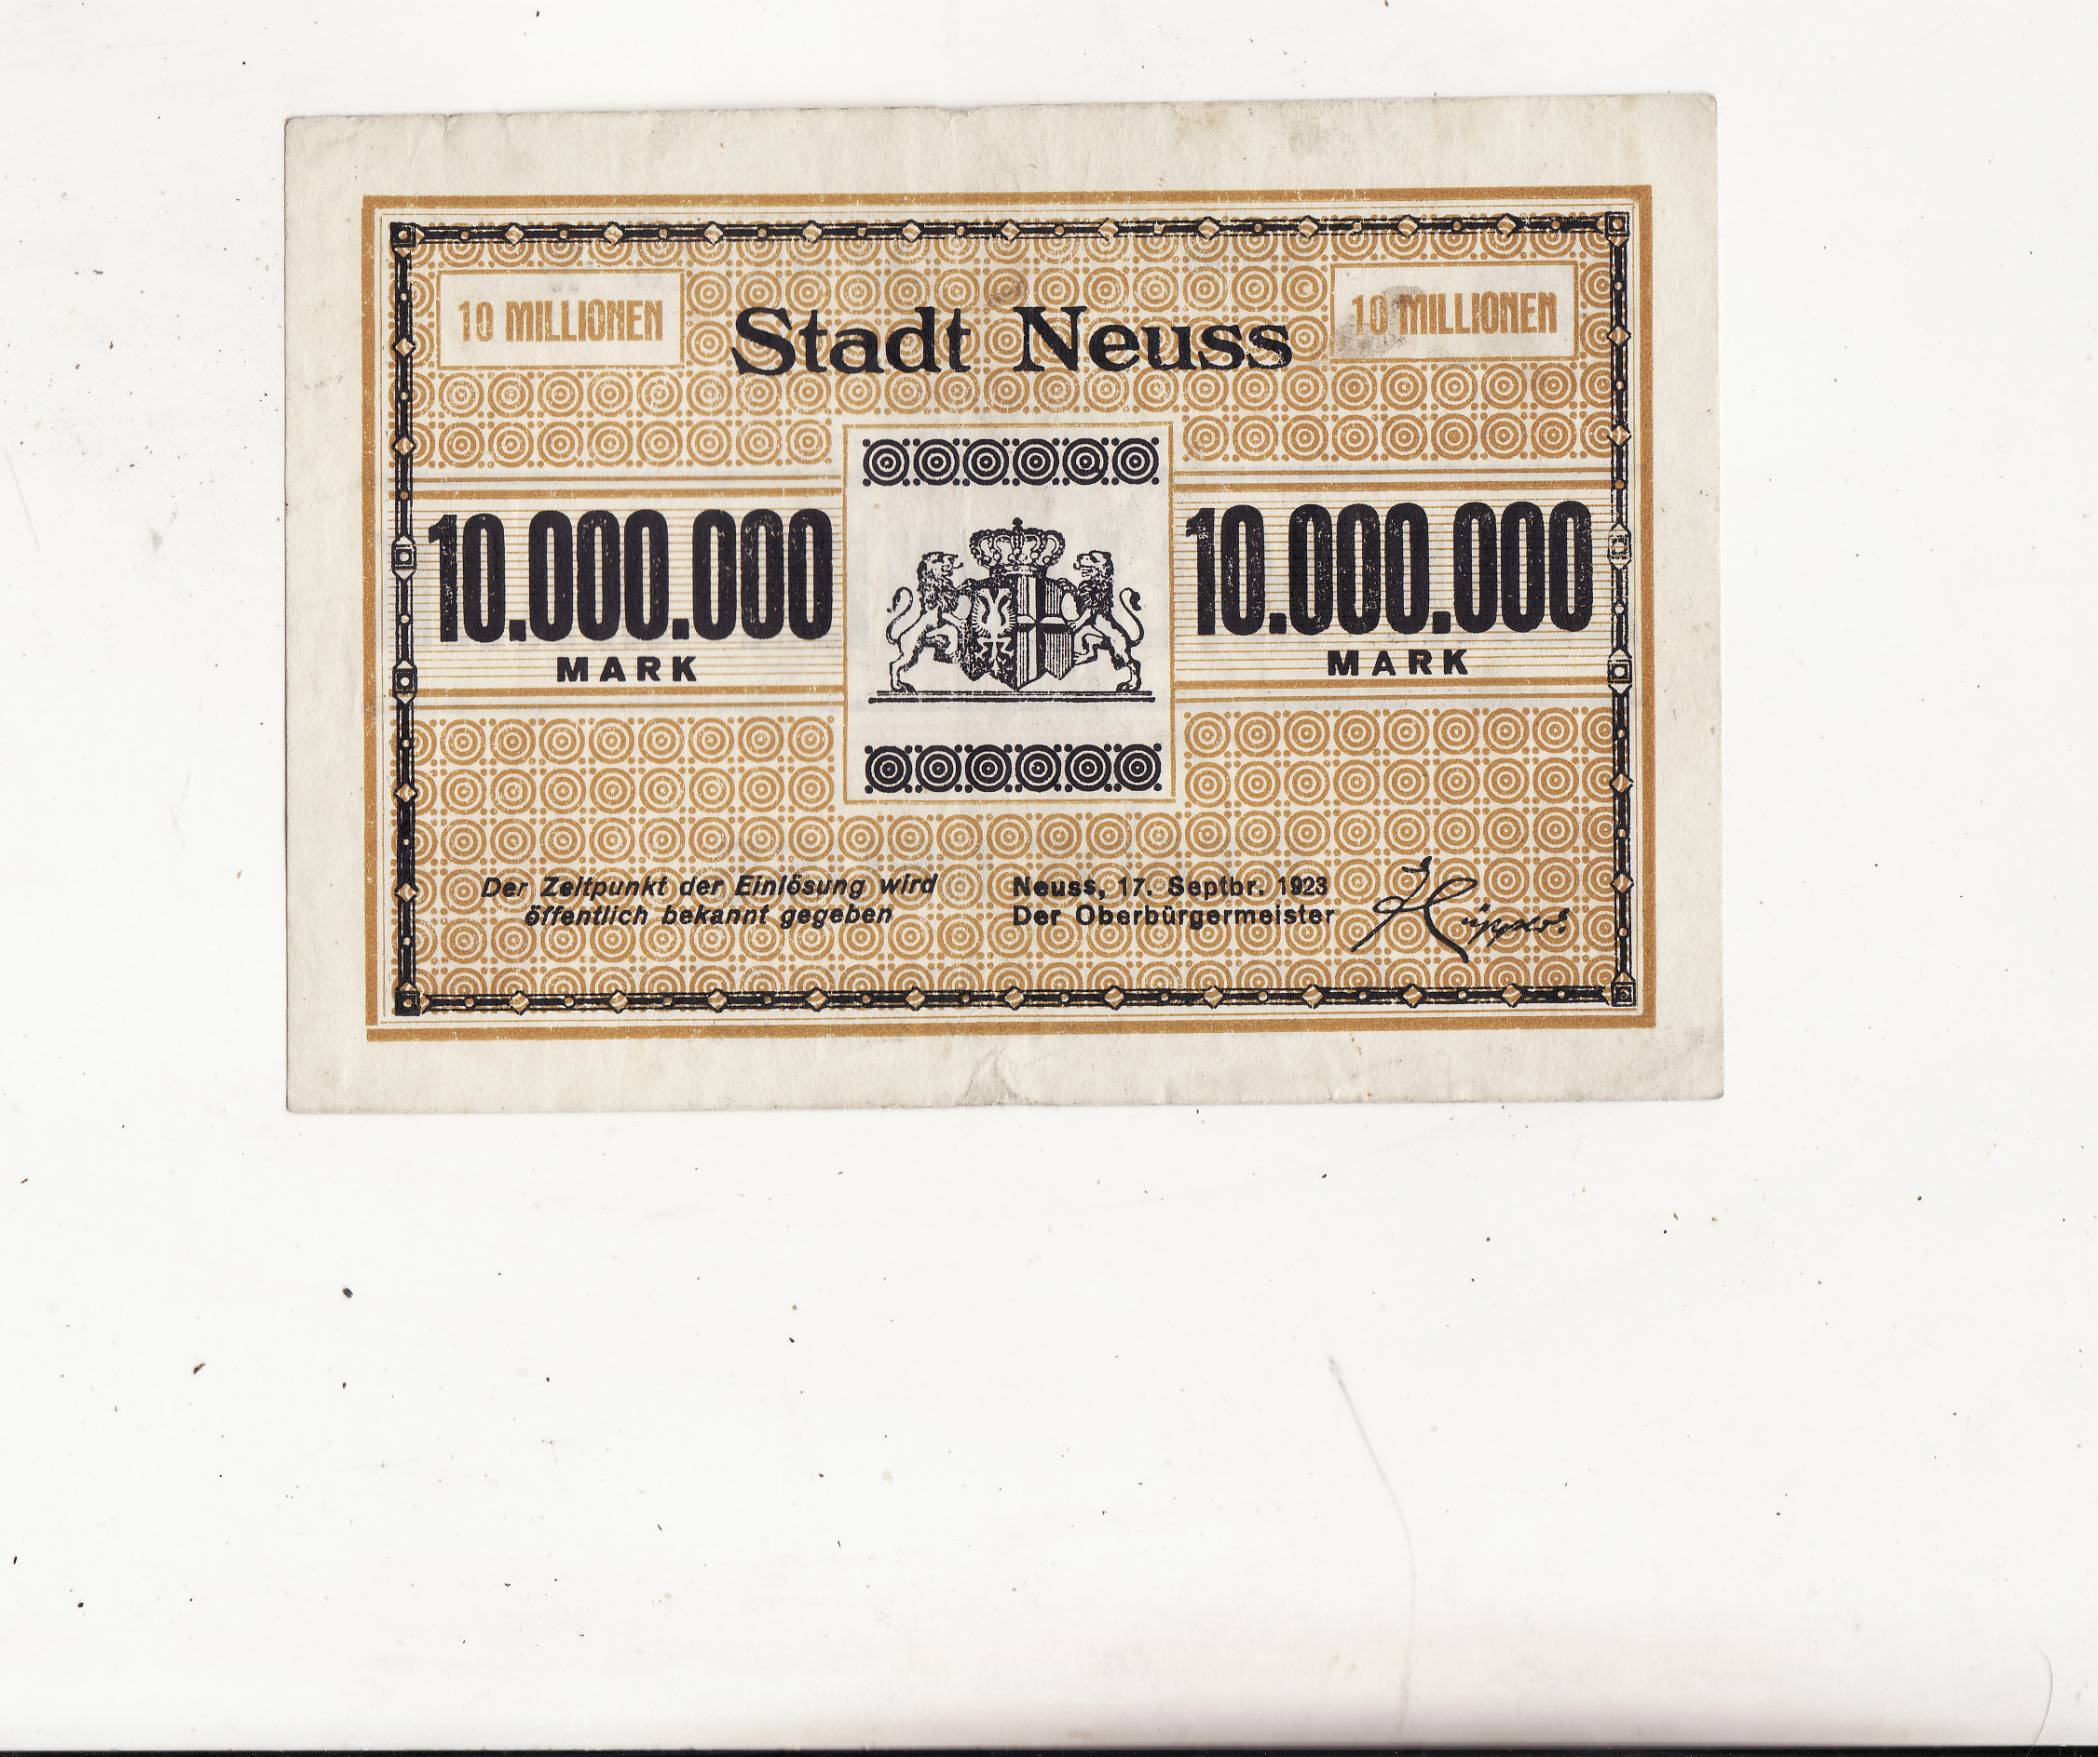 10 MILLIONEN
Stadt Neuss
10 MILLIONEN
10.000.000
MARK
10.000.000
MARK
Der Zeitpunkt der Einlösung wird
öffentlich bekannt gegeben
Neuss, 17. Septbr. 1923
Der Oberbürgermeister